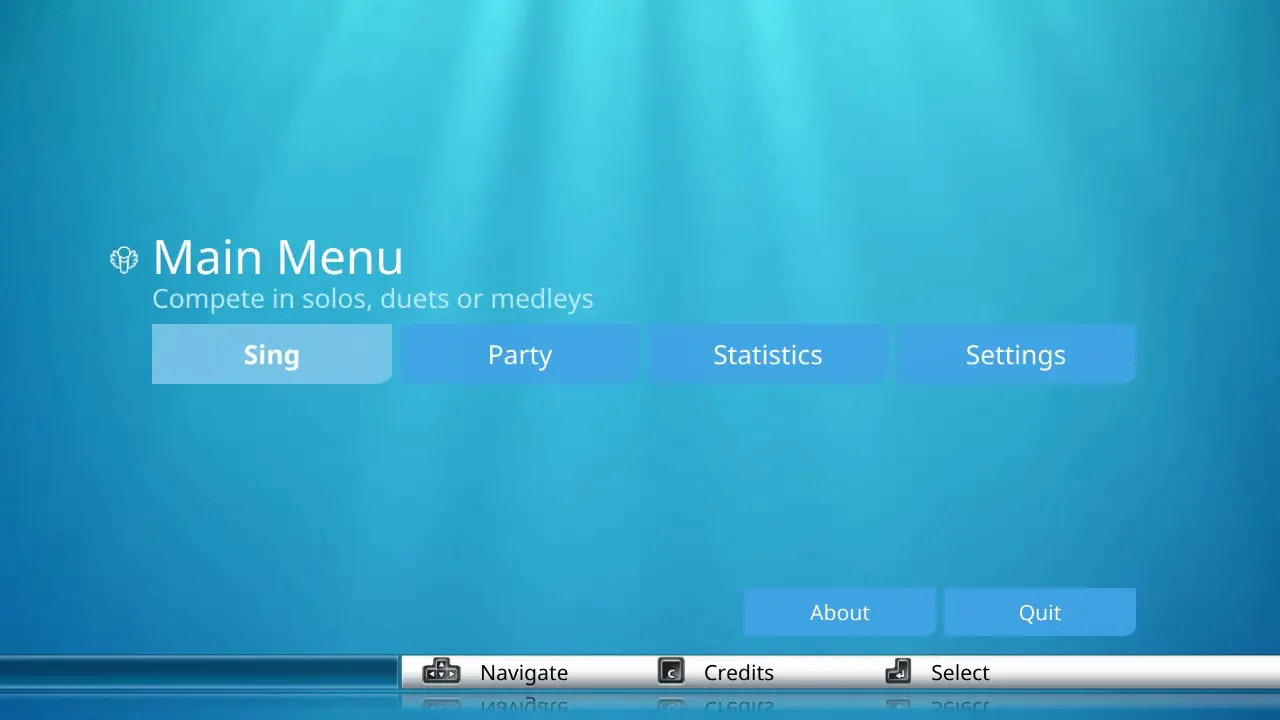 Main Menu
Compete in solos, duets or medleys
Sing Party Statistics Settings
About Quit
Navigate C Credits Select